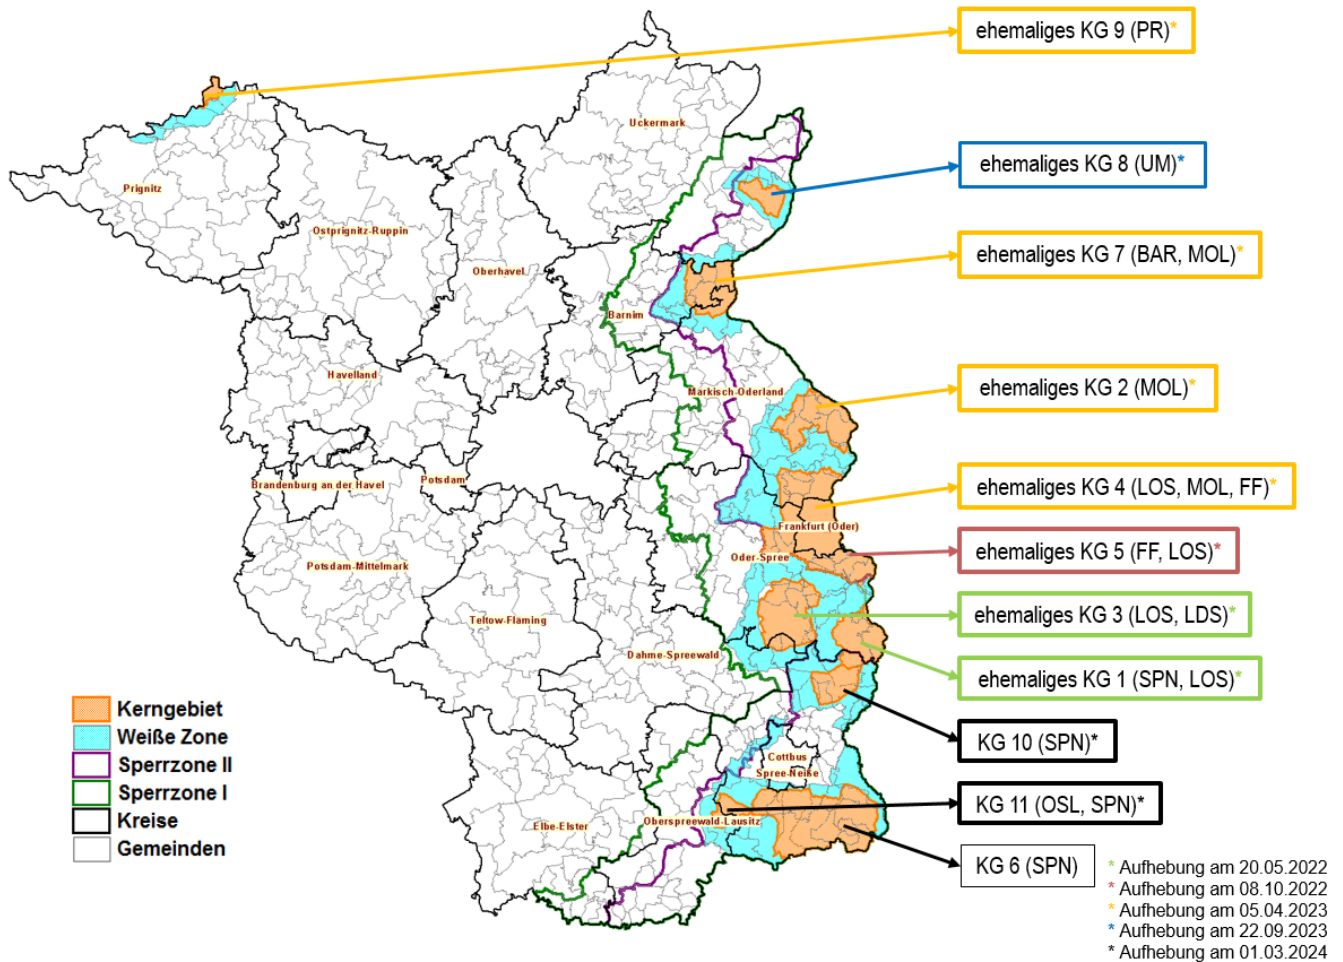 ehemaliges KG 9 (PR)*
Uckermark
ehemaliges KG 8 (UM)*
Prignitz
Ostprignitz-Ruppin
ehemaliges KG 7 (BAR, MOL)*
Oberhavel
Barnim
Havelland
Märkisch-Oderland
ehemaliges KG 2 (MOL)*
Brandenburg an der Havel
Potsdam
ehemaliges KG 4 (LOS, MOL, FF)*
Frankfurt (Oder)
Oder-Spree
ehemaliges KG 5 (FF, LOS)*
Potsdam-Mittelmark
Teltow-Fläming
ehemaliges KG 3 (LOS, LDS)*
Dahme-Spreewald
ehemaliges KG 1 (SPN, LOS)*
Kerngebiet
Weiße Zone
Sperrzone II
Sperrzone I
Kreise
Gemeinden
KG 10 (SPN)*
Cottbus
Spree-Neiße
KG 11 (OSL, SPN)*
Elbe-Elster
Oberspreewald-Lausitz
KG 6 (SPN)
* Aufhebung am 20.05.2022
* Aufhebung am 08.10.2022
* Aufhebung am 05.04.2023
* Aufhebung am 22.09.2023
* Aufhebung am 01.03.2024